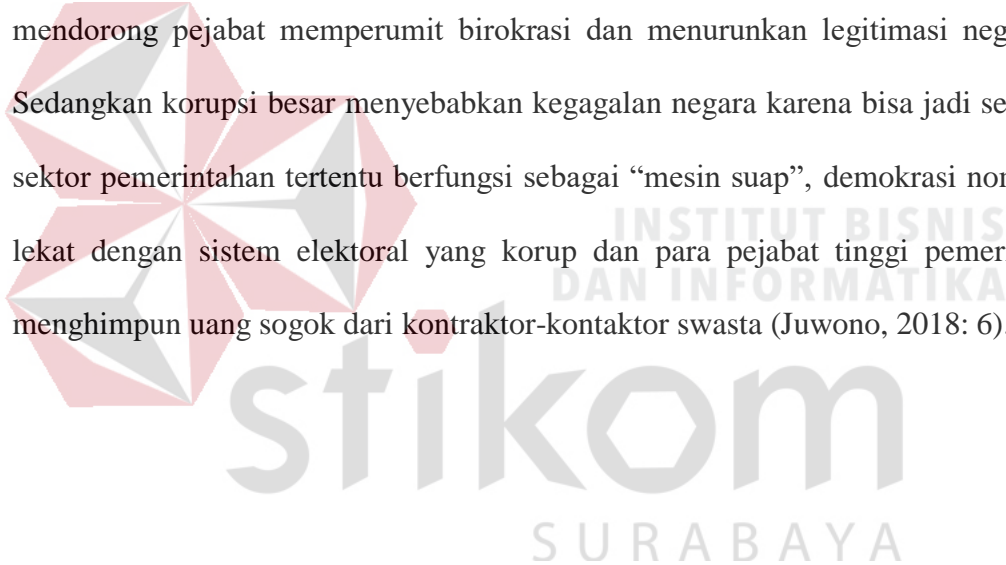 mendorong pejabat memperumit birokrasi dan menurunkan legitimasi neg
Sedangkan korupsi besar menyebabkan kegagalan negara karena bisa jadi se
sektor pemerintahan tertentu berfungsi sebagai “mesin suap”, demokrasi nor
INSTITUT BISNIS
lekat dengan sistem elektoral yang korup dan para pejabat tinggi pemer
DAN INFORMATIKA
menghimpun uang sogok dari kontraktor-kontaktor swasta (Juwono, 2018: 6).
stikom
SURABAYA